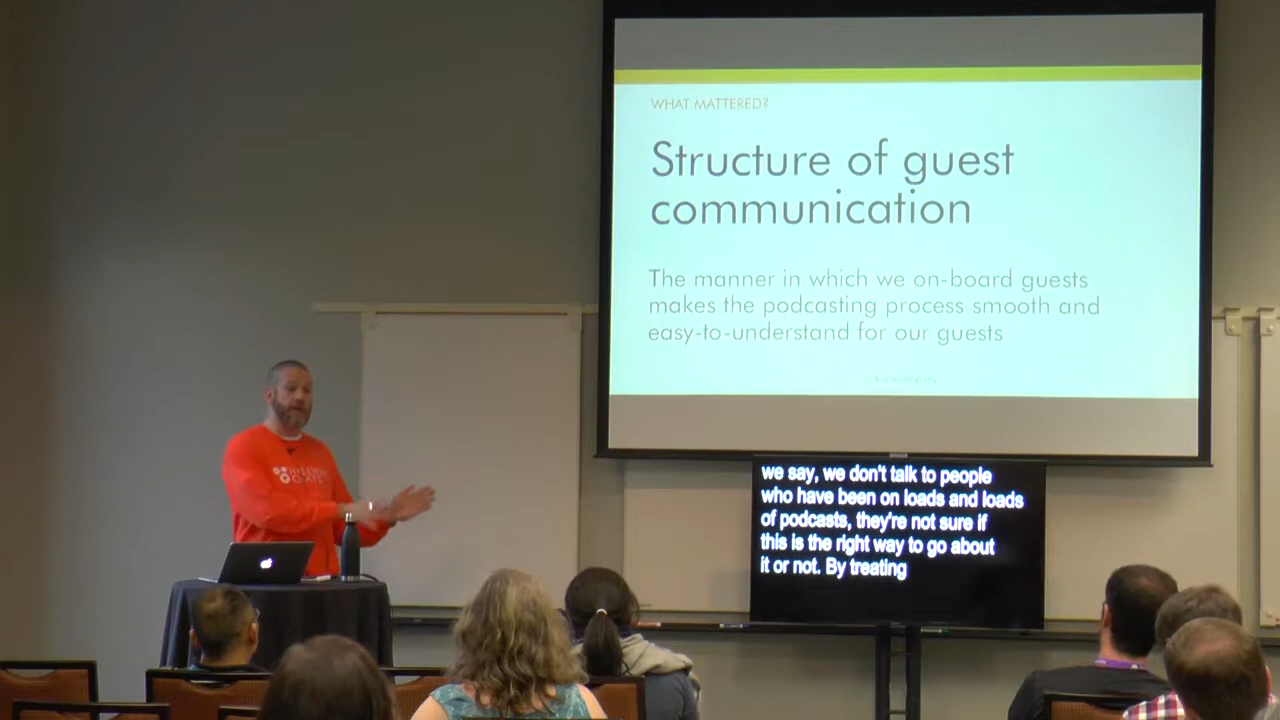 WHAT MATTERED?
Structure of guest
communication
The manner in which we on-board guests
makes the podcasting process smooth and
easy-to-understand for our guests
we say, we don't talk to people
who have been on loads and loads
of podcasts, they're not sure if
this is the right way to go about
it or not. By treating